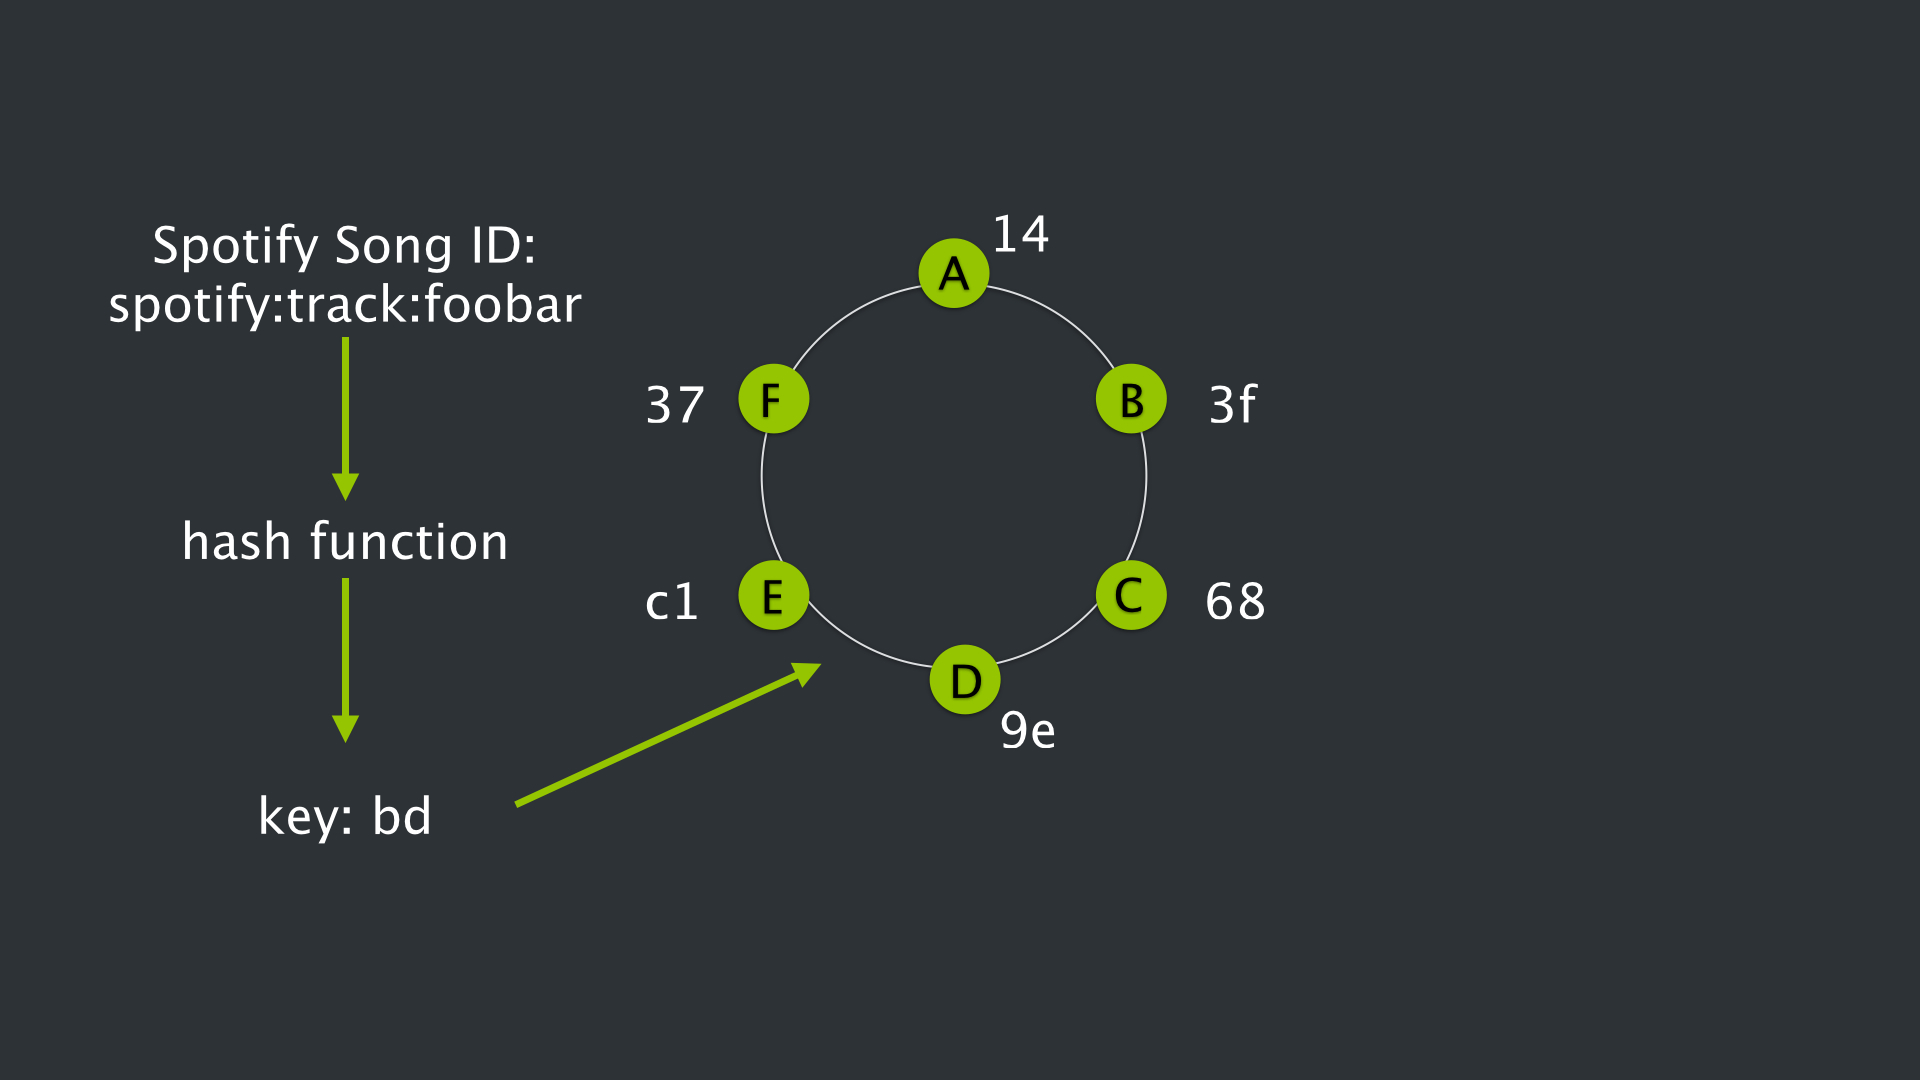 Spotify Song ID:
spotify:track:foobar
hash function
key: bd
A
14
B
3f
C
68
D
9e
E
c1
F
37